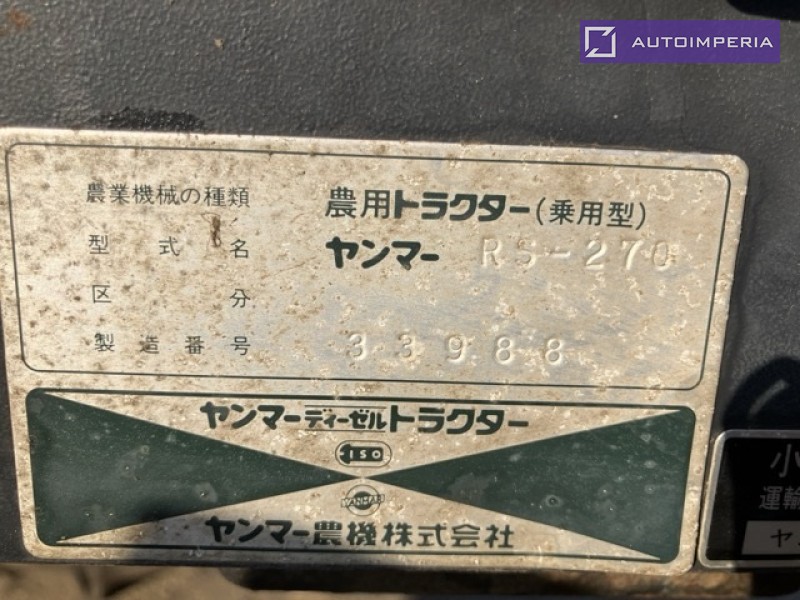 AUTOIMPERIA
農業機械の種類 農用トラクター(乗用型)
型式名 ヤンマー RS-270
区分
製造番号 33988
ヤンマーディーゼルトラクター
ISO
YANMAR
ヤンマー農機株式会社
小
運輸
ヤ